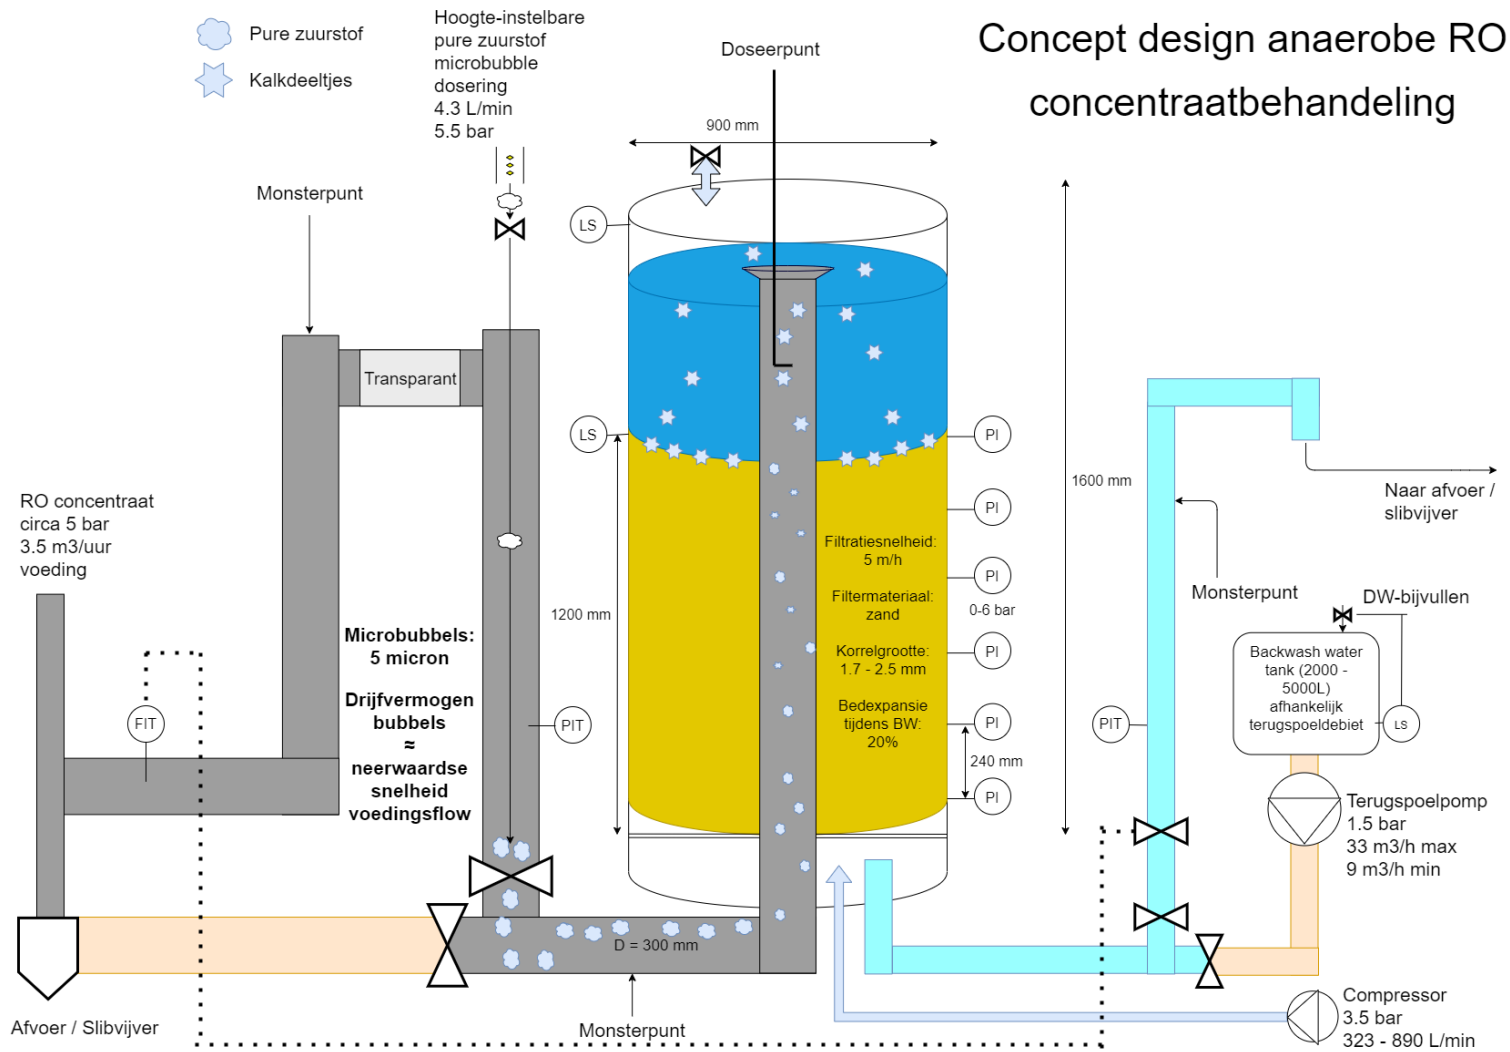 Concept design anaerobe RO
concentraatbehandeling
Pure zuurstof
Kalkdeeltjes
Hoogte-instelbare
pure zuurstof
microbubble
dosering
4.3 L/min
5.5 bar
Doseerpunt
900 mm
Monsterpunt
LS
Transparant
LS
PI
PI
PI
0-6 bar
PI
PI
240 mm
PI
1600 mm
1200 mm
Filtratiesnelheid:
5 m/h
Filtermateriaal:
zand
Korrelgrootte:
1.7 - 2.5 mm
Bedexpansie
tijdens BW:
20%
RO concentraat
circa 5 bar
3.5 m3/uur
voeding
Microbubbels:
5 micron
Drijfvermogen
bubbels
≈
neerwaardse
snelheid
voedingsflow
FIT
PIT
PIT
Naar afvoer /
slibvijver
Monsterpunt
DW-bijvullen
Backwash water
tank (2000 -
5000L)
afhankelijk
terugspoeldebiet
LS
Terugspoelpomp
1.5 bar
33 m3/h max
9 m3/h min
D = 300 mm
Afvoer / Slibvijver
Monsterpunt
Compressor
3.5 bar
323 - 890 L/min